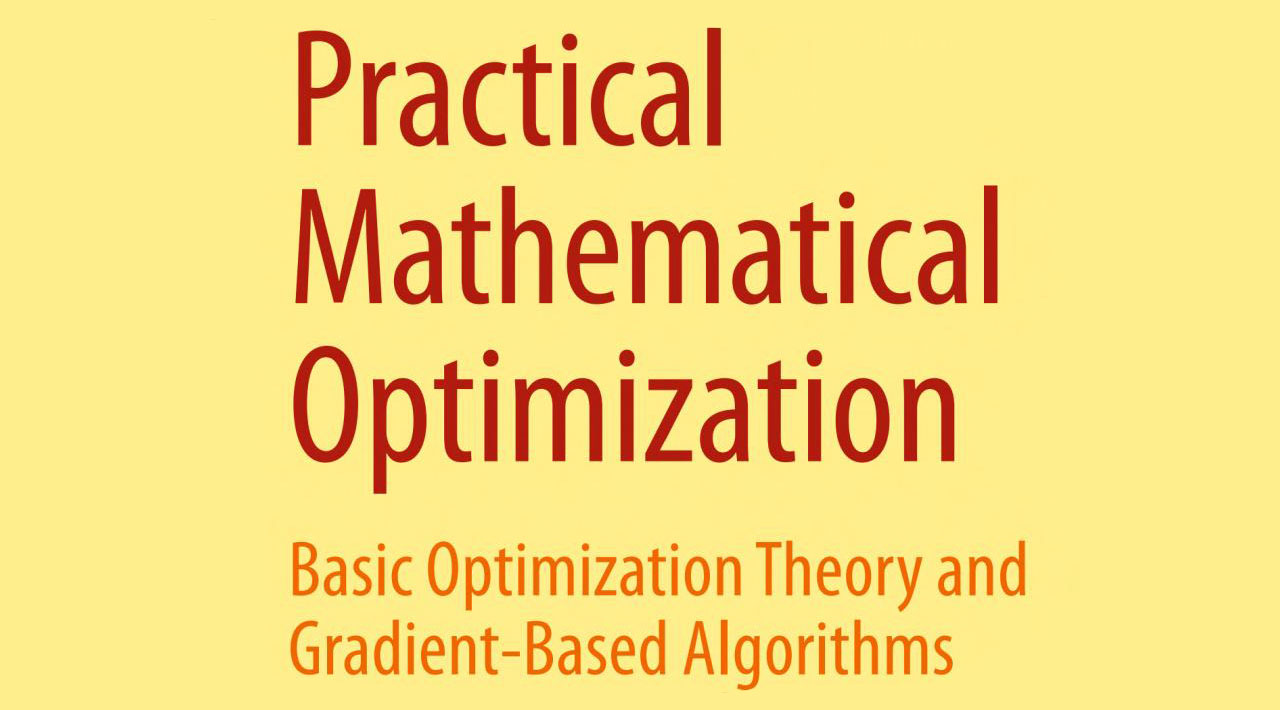 Practical
Mathematical
Optimization
Basic Optimization Theory and
Gradient-Based Algorithms